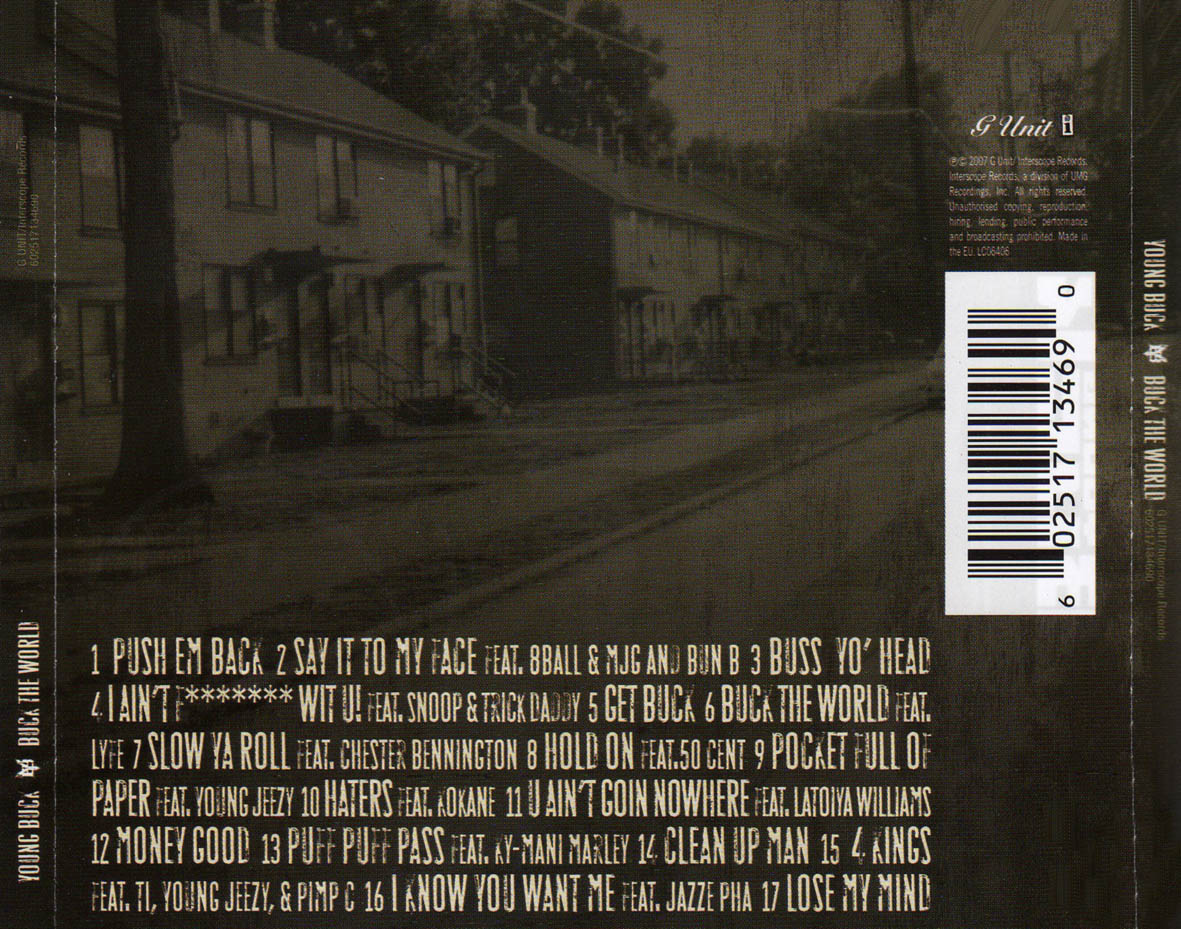 G Unit
℗© 2007 G Unit/ Interscope Records.
Interscope Records, a division of UMG
Recordings, Inc. All rights reserved.
Unauthorised copying, reproduction,
hiring, lending, public performance
and broadcasting prohibited. Made in
the EU. LC06406
6 02517 13469 0
G UNIT/Interscope Records
602517134690
YOUNG BUCK BUCK THE WORLD
YOUNG BUCK BUCK THE WORLD
G UNIT/Interscope Records
602517134690
1 PUSH EM BACK 2 SAY IT TO MY FACE FEAT. 8BALL & MJG AND BUN B 3 BUSS YO' HEAD
4 I AIN'T F******* WIT U! FEAT. SNOOP & TRICK DADDY 5 GET BUCK 6 BUCK THE WORLD FEAT.
LYFE 7 SLOW YA ROLL FEAT. CHESTER BENNINGTON 8 HOLD ON FEAT.50 CENT 9 POCKET FULL OF
PAPER FEAT. YOUNG JEEZY 10 HATERS FEAT. KOKANE 11 U AIN'T GOIN NOWHERE FEAT. LATOIYA WILLIAMS
12 MONEY GOOD 13 PUFF PUFF PASS FEAT. KY-MANI MARLEY 14 CLEAN UP MAN 15 4 KINGS
FEAT. TI, YOUNG JEEZY, & PIMP C 16 I KNOW YOU WANT ME FEAT. JAZZE PHA 17 LOSE MY MIND